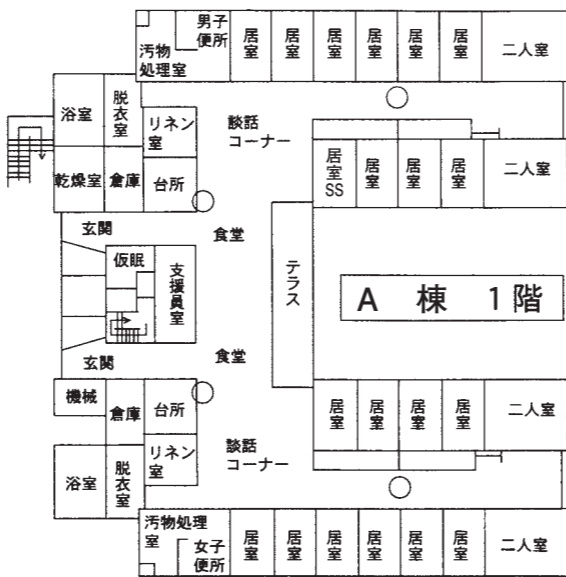 男子
便所
汚物
処理室
居室
居室
居室
居室
居室
居室
二人室
浴室
脱衣室
リネン
室
談話
コーナー
居室
SS
居室
居室
居室
二人室
乾燥室
倉庫
台所
玄関
食堂
仮眠
支援員室
テラス
A 棟 1階
食堂
玄関
機械
倉庫
台所
居室
居室
居室
居室
二人室
談話
コーナー
リネン
室
浴室
脱衣室
汚物処理
室
女子
便所
居室
居室
居室
居室
居室
居室
二人室